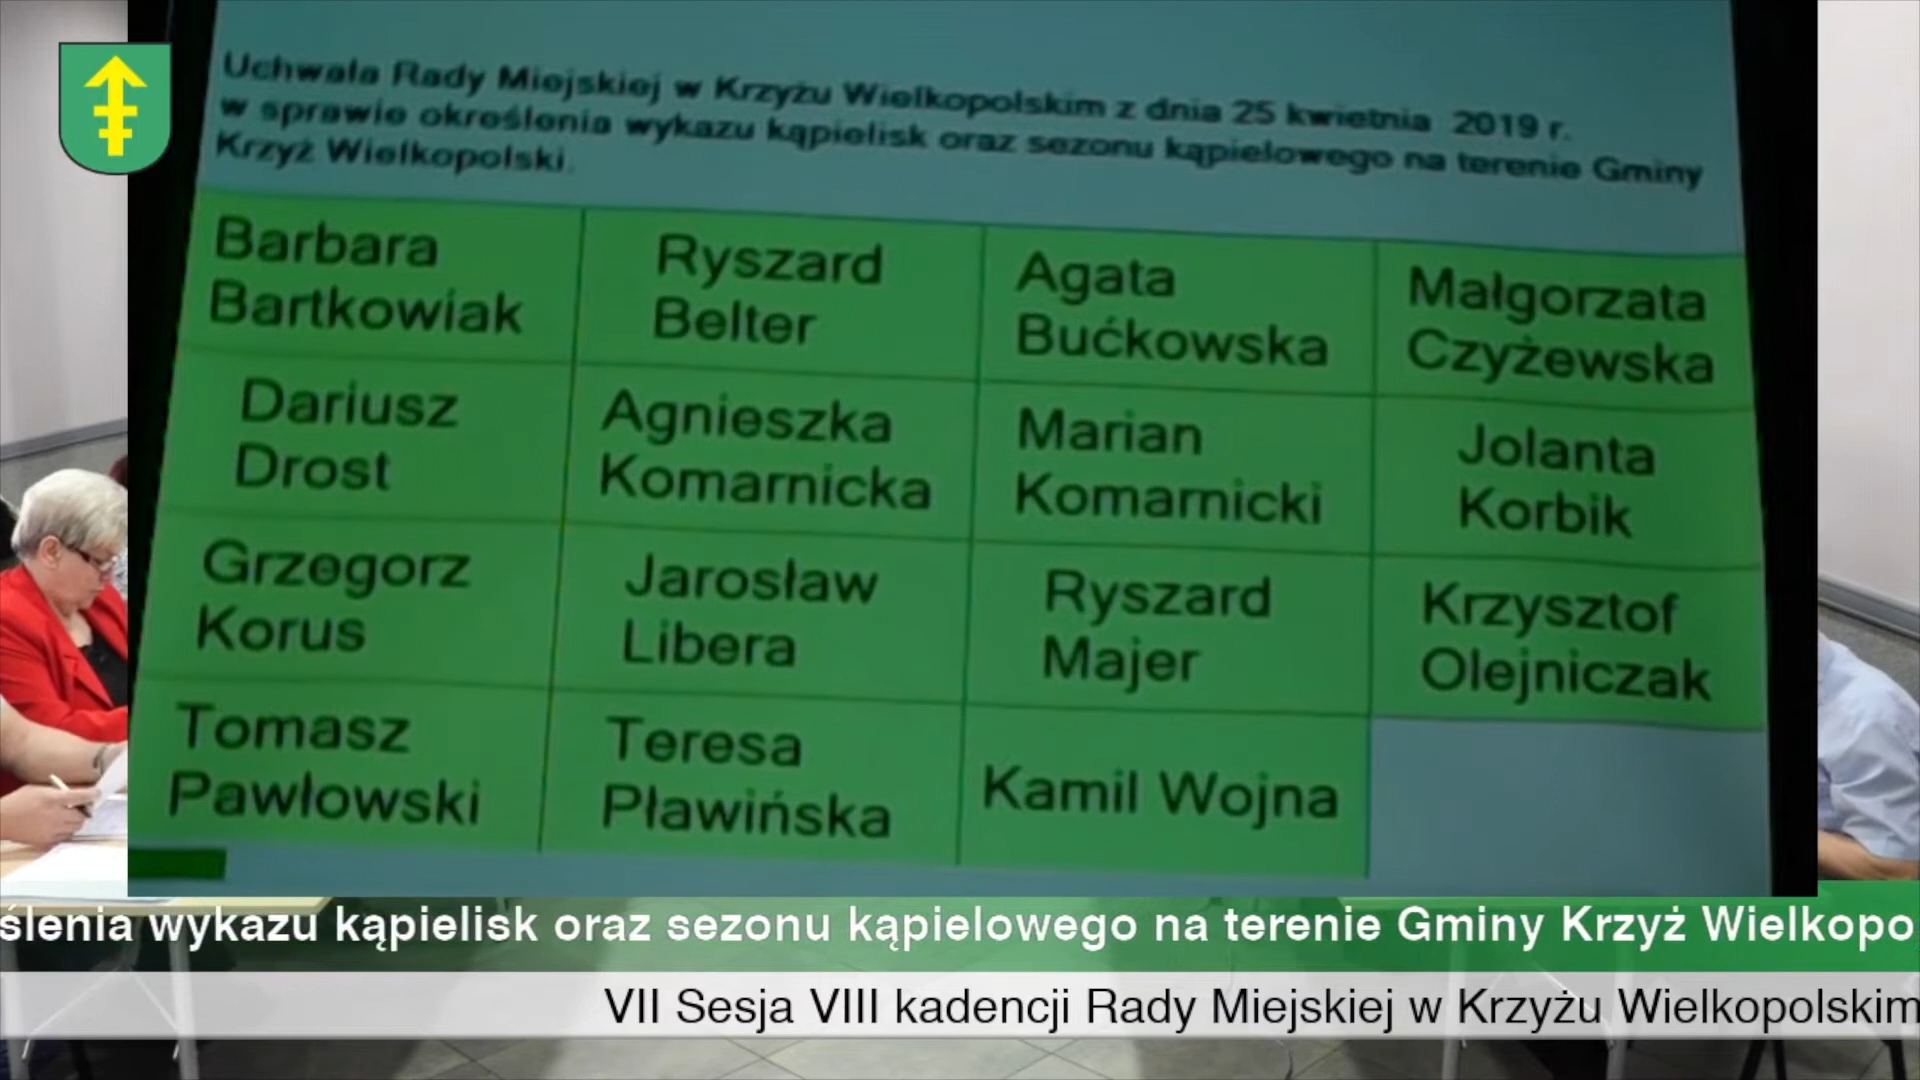 Uchwała Rady Miejskiej w Krzyżu Wielkopolskim z dnia 25 kwietnia 2019 r.
w sprawie określenia wykazu kąpielisk oraz sezonu kąpielowego na terenie Gminy
Krzyż Wielkopolski.
Barbara
Bartkowiak
Ryszard
Belter
Agata
Bućkowska
Małgorzata
Czyżewska
Dariusz
Drost
Agnieszka
Komarnicka
Marian
Komarnicki
Jolanta
Korbik
Grzegorz
Korus
Jarosław
Libera
Ryszard
Majer
Krzysztof
Olejniczak
Tomasz
Pawłowski
Teresa
Pławińska
Kamil Wojna
ślenia wykazu kąpielisk oraz sezonu kąpielowego na terenie Gminy Krzyż Wielkopo
VII Sesja VIII kadencji Rady Miejskiej w Krzyżu Wielkopolskim